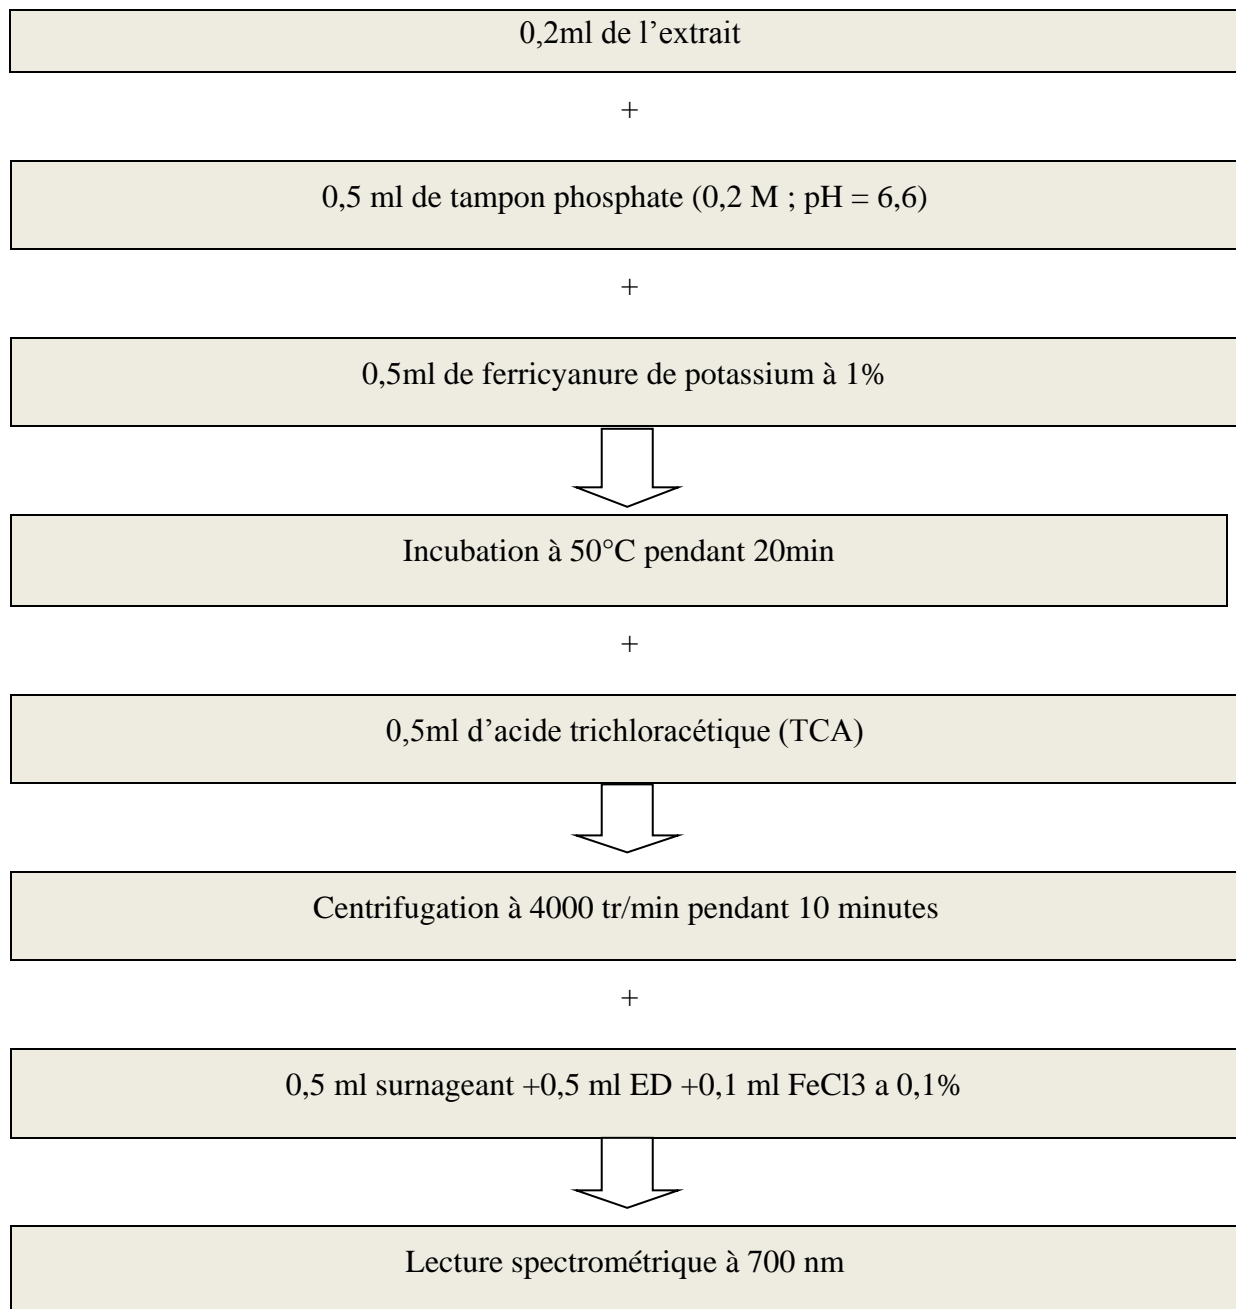 0,2ml de l’extrait
+
0,5 ml de tampon phosphate (0,2 M ; pH = 6,6)
+
0,5ml de ferricyanure de potassium à 1%
Incubation à 50°C pendant 20min
+
0,5ml d’acide trichloracétique (TCA)
Centrifugation à 4000 tr/min pendant 10 minutes
+
0,5 ml surnageant +0,5 ml ED +0,1 ml FeCl3 a 0,1%
Lecture spectrométrique à 700 nm